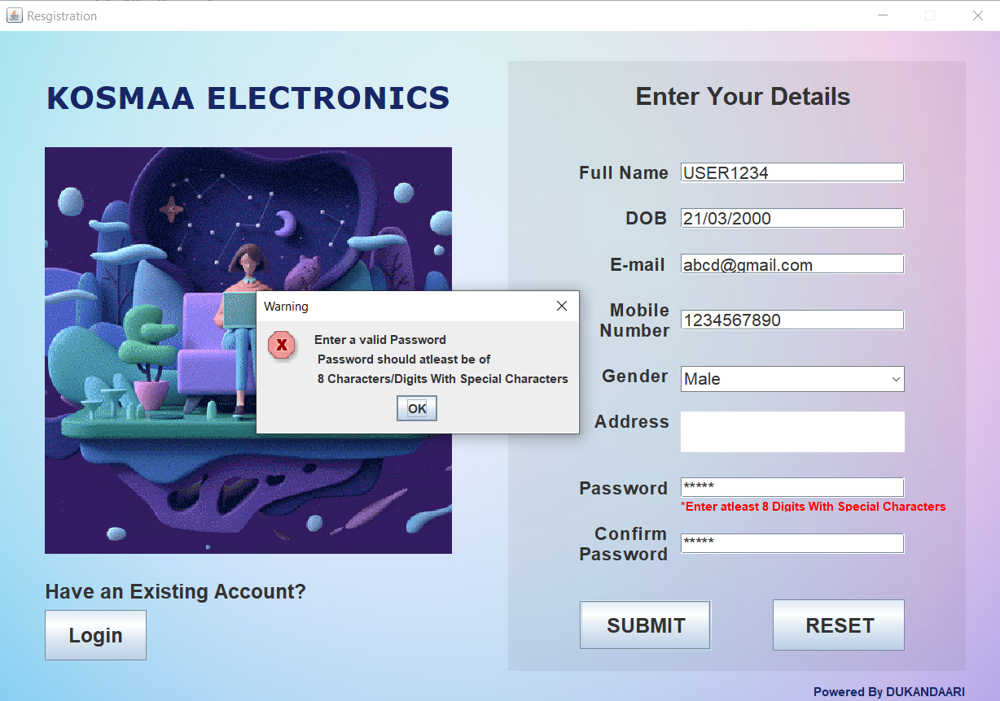 Resgistration
KOSMAA ELECTRONICS
Enter Your Details
Full Name USER1234
DOB 21/03/2000
E-mail abcd@gmail.com
Mobile
Number 1234567890
Gender Male
Address
Password *****
*Enter atleast 8 Digits With Special Characters
Confirm
Password *****
SUBMIT RESET
Warning
Enter a valid Password
Password should atleast be of
8 Characters/Digits With Special Characters
OK
Have an Existing Account?
Login
Powered By DUKANDAARI